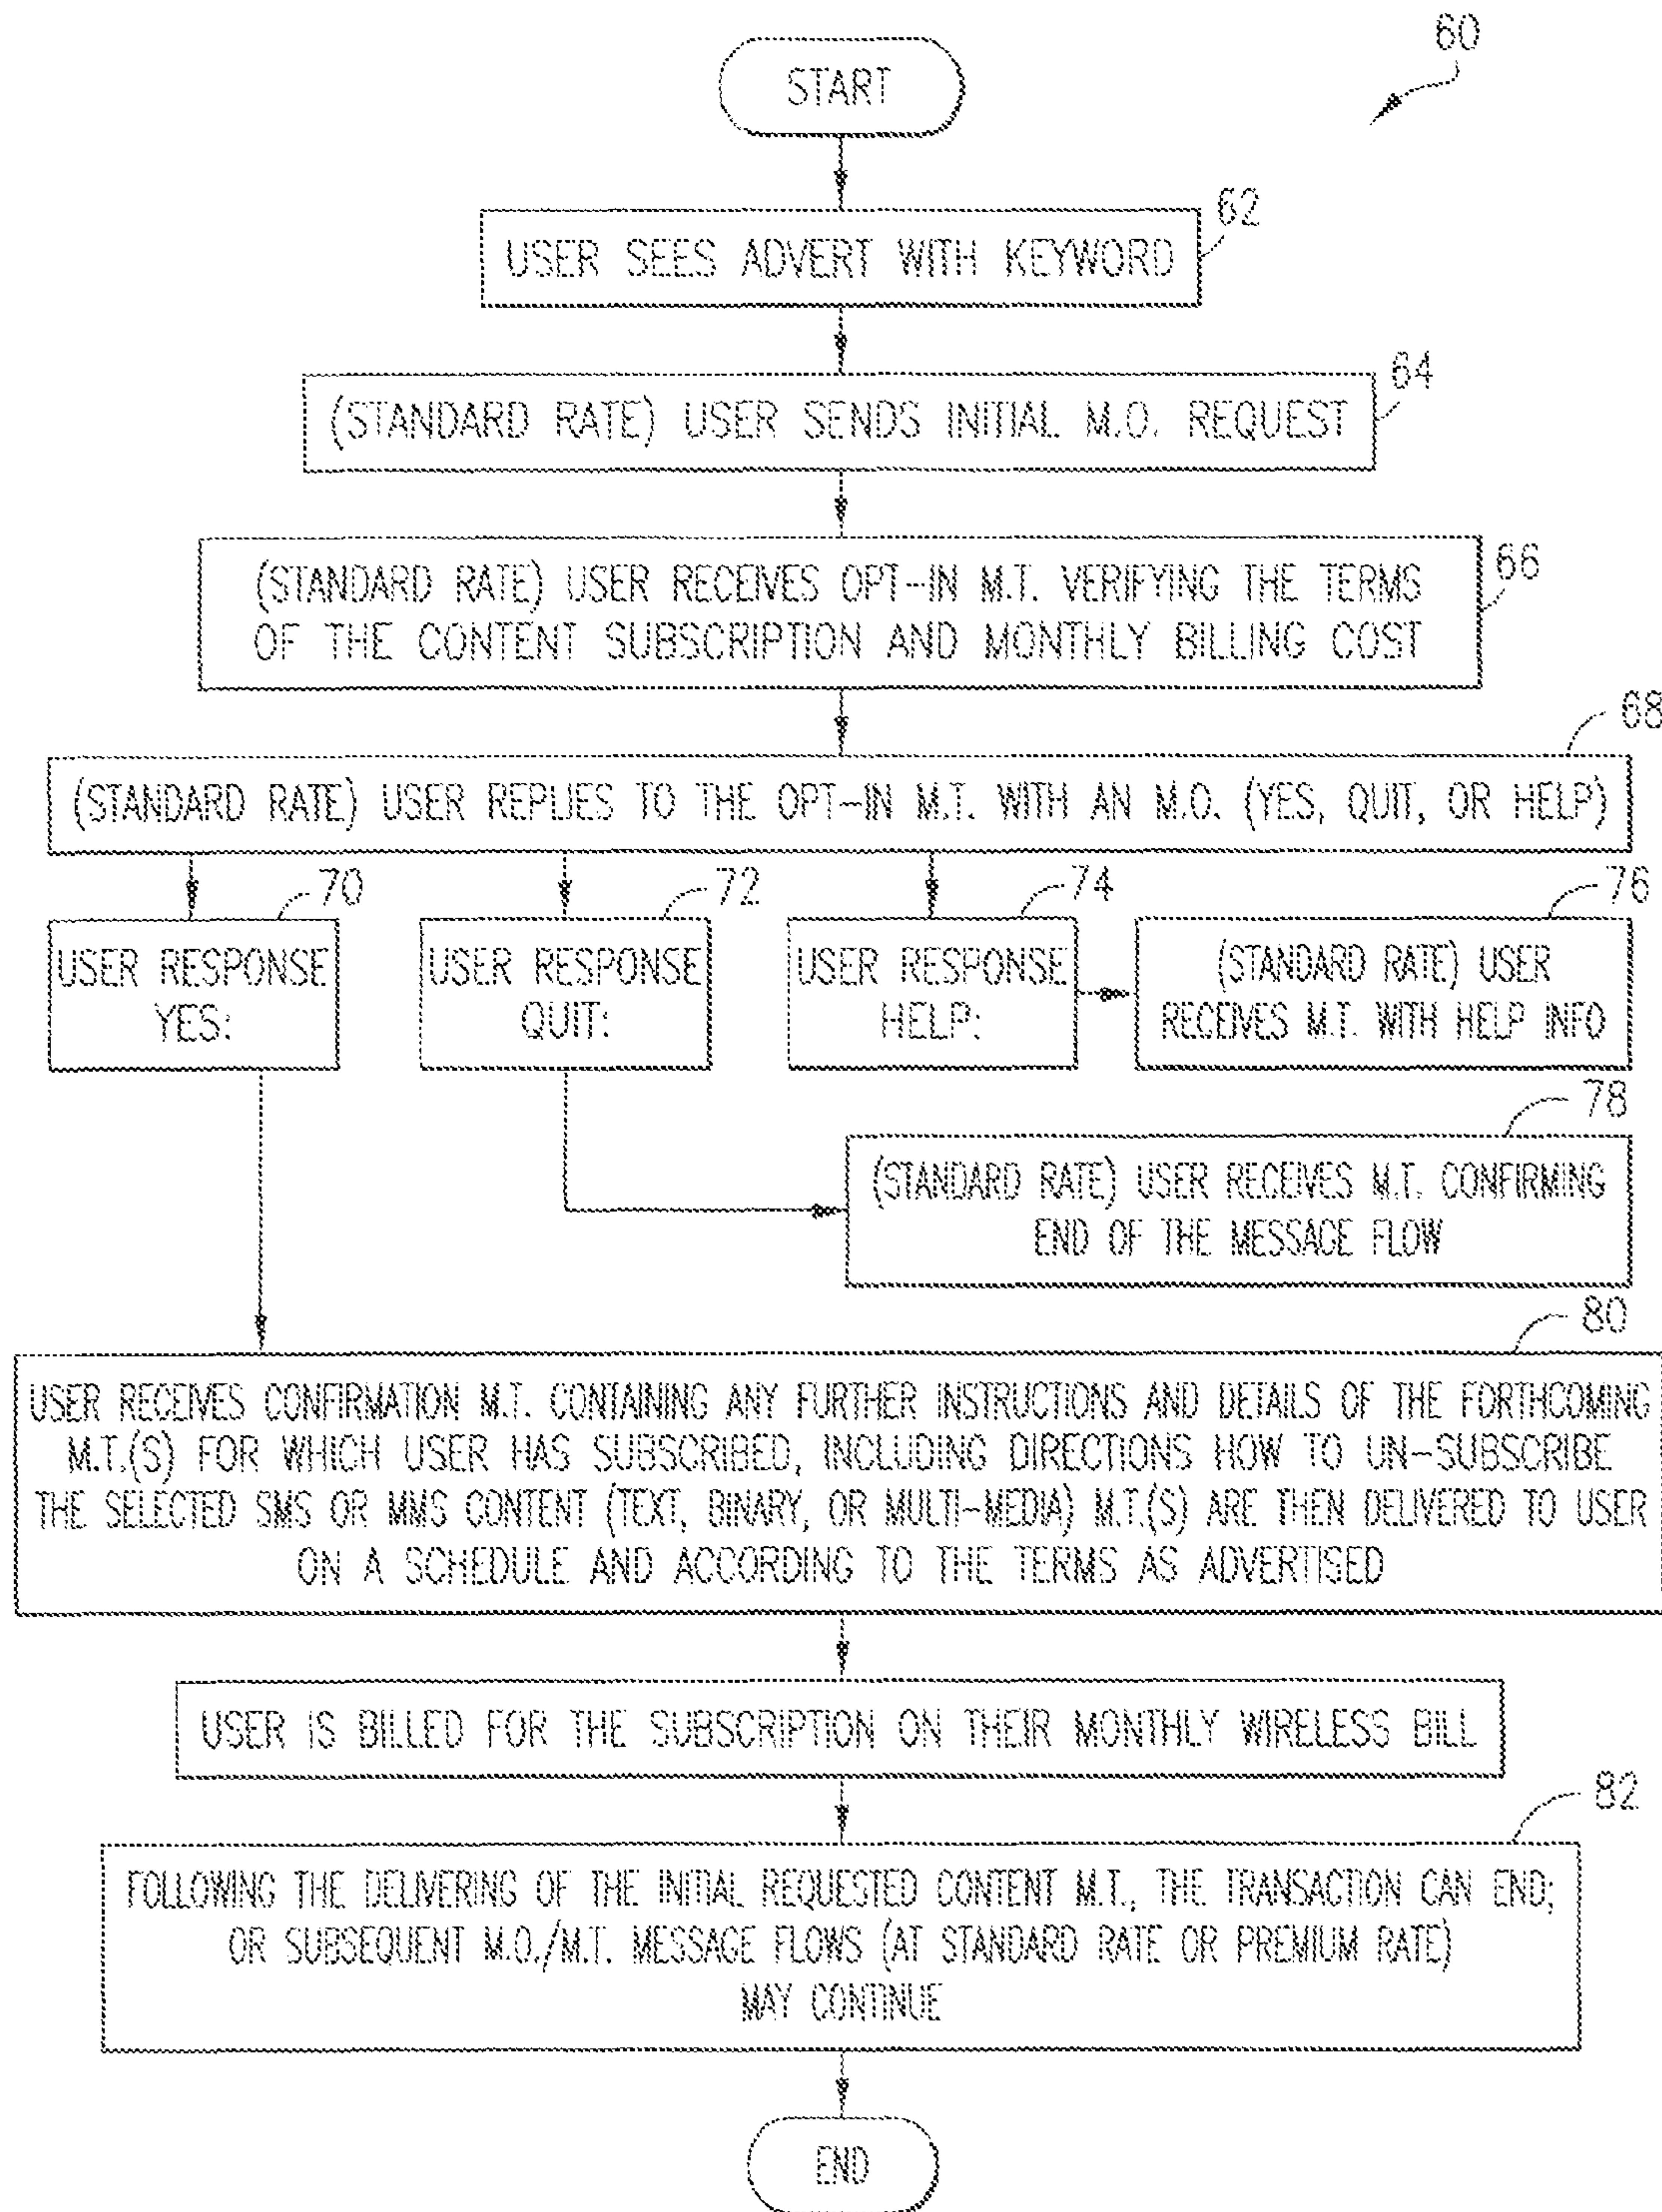 60
START
62
USER SEES ADVERT WITH KEYWORD
64
(STANDARD RATE) USER SENDS INITIAL M.O. REQUEST
66
(STANDARD RATE) USER RECEIVES OPT-IN M.T. VERIFYING THE TERMS
OF THE CONTENT SUBSCRIPTION AND MONTHLY BILLING COST
68
(STANDARD RATE) USER REPLIES TO THE OPT-IN M.T. WITH AN M.O. (YES, QUIT, OR HELP)
70
USER RESPONSE
YES:
72
USER RESPONSE
QUIT:
74
USER RESPONSE
HELP:
76
(STANDARD RATE) USER
RECEIVES M.T. WITH HELP INFO
78
(STANDARD RATE) USER RECEIVES M.T. CONFIRMING
END OF THE MESSAGE FLOW
80
USER RECEIVES CONFIRMATION M.T. CONTAINING ANY FURTHER INSTRUCTIONS AND DETAILS OF THE FORTHCOMING
M.T.(S) FOR WHICH USER HAS SUBSCRIBED, INCLUDING DIRECTIONS HOW TO UN-SUBSCRIBE
THE SELECTED SMS OR MMS CONTENT (TEXT, BINARY, OR MULTI-MEDIA) M.T.(S) ARE THEN DELIVERED TO USER
ON A SCHEDULE AND ACCORDING TO THE TERMS AS ADVERTISED
USER IS BILLED FOR THE SUBSCRIPTION ON THEIR MONTHLY WIRELESS BILL
82
FOLLOWING THE DELIVERING OF THE INITIAL REQUESTED CONTENT M.T., THE TRANSACTION CAN END;
OR SUBSEQUENT M.O./M.T. MESSAGE FLOWS (AT STANDARD RATE OR PREMIUM RATE)
MAY CONTINUE
END